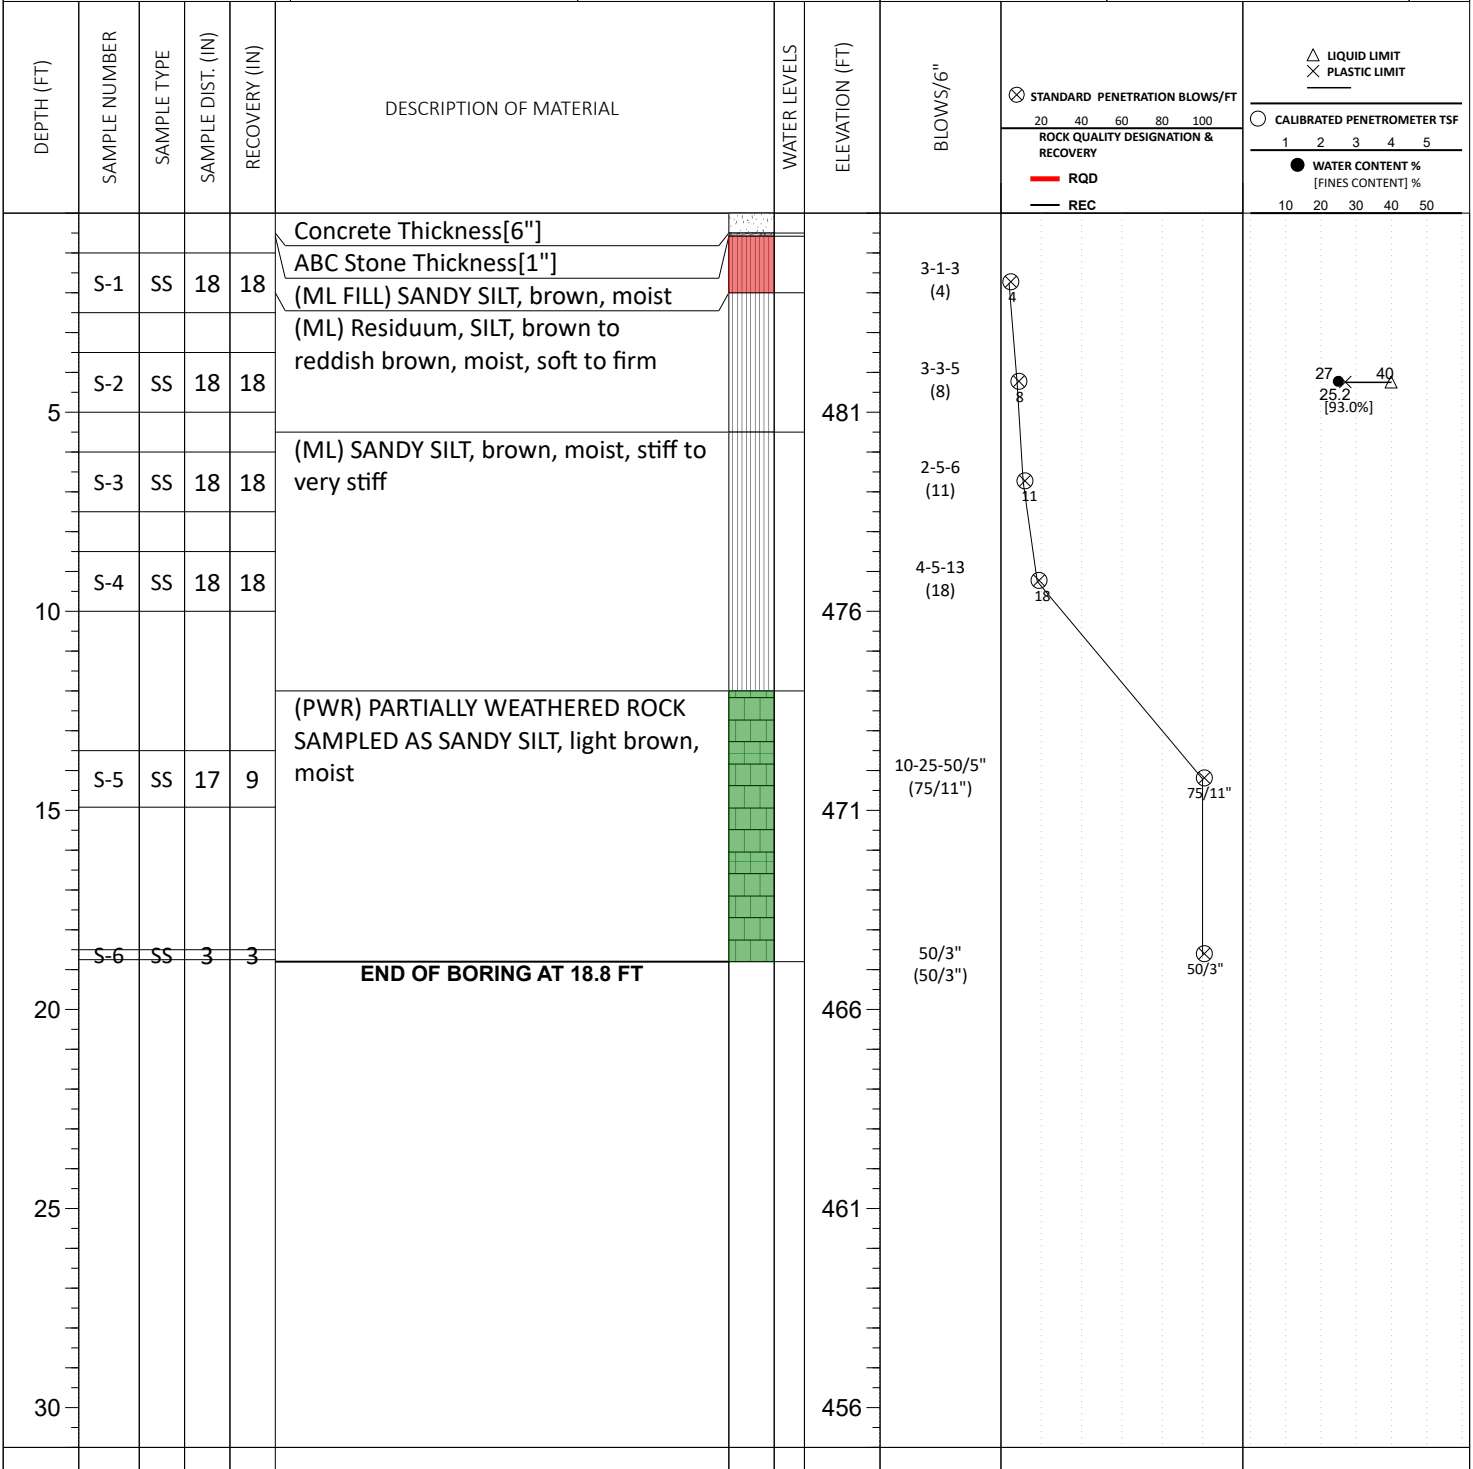 DEPTH (FT)
SAMPLE NUMBER
SAMPLE TYPE
SAMPLE DIST. (IN)
RECOVERY (IN)
DESCRIPTION OF MATERIAL
WATER LEVELS
ELEVATION (FT)
BLOWS/6"
STANDARD PENETRATION BLOWS/FT
20 40 60 80 100
ROCK QUALITY DESIGNATION &
RECOVERY
RQD
REC
LIQUID LIMIT
PLASTIC LIMIT
CALIBRATED PENETROMETER TSF
1 2 3 4 5
WATER CONTENT %
[FINES CONTENT] %
10 20 30 40 50
Concrete Thickness[6"]
ABC Stone Thickness[1"]
S-1 SS 18 18
(ML FILL) SANDY SILT, brown, moist
3-1-3
(4)
4
(ML) Residuum, SILT, brown to
reddish brown, moist, soft to firm
S-2 SS 18 18
3-3-5
(8)
8
27 40
25.2
[93.0%]
5 481
(ML) SANDY SILT, brown, moist, stiff to
very stiff
S-3 SS 18 18
2-5-6
(11)
11
S-4 SS 18 18
4-5-13
(18)
18
10 476
(PWR) PARTIALLY WEATHERED ROCK
SAMPLED AS SANDY SILT, light brown,
moist
S-5 SS 17 9
10-25-50/5"
(75/11")
75/11"
15 471
S-6 SS 3 3
50/3"
(50/3")
50/3"
END OF BORING AT 18.8 FT
20 466
25 461
30 456